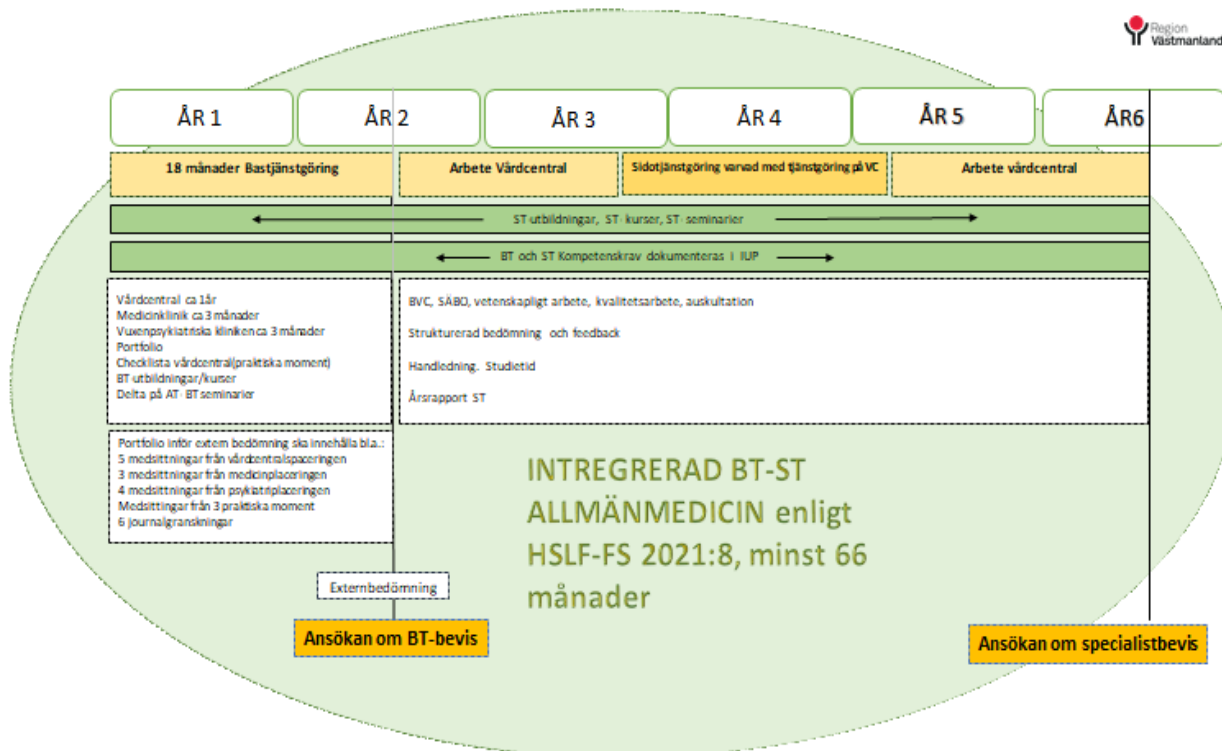 Region
Västmanland
ÅR 1
ÅR 2
ÅR 3
ÅR 4
ÅR 5
ÅR6
18 månader Bastjänstgöring
Arbete Vårdcentral
Sidotjänstgöring varvad med tjänstgöring på VC
Arbete vårdcentral
ST-utbildningar, ST- kurser, ST- seminarier
BT och ST Kompetenskrav dokumenteras i IUP
Vårdcentral ca 1år
Medicinklinik ca 3 månader
Vuxenpsykiatriska kliniken ca 3 månader
Portfolio
Checklista vårdcentral(praktiska moment)
BT-utbildningar/kurser
Delta på AT- BT seminarier
BVC, SÄBO, vetenskapligt arbete, kvalitetsarbete, auskultation
Strukturerad bedömning och feedback
Handledning. Studietid
Årsrapport ST
Portfolio inför extern bedömning ska innehålla bl.a.:
5 medsittningar från vårdcentralspaceringen
3 medsittningar från medicinplaceringen
4 medsittningar från psykiatriplaceringen
Medsittingar från 3 praktiska moment
6 journalgranskningar
INTREGRERAD BT-ST
ALLMÄNMEDICIN enligt
HSLF-FS 2021:8, minst 66
månader
Externbedömning
Ansökan om BT-bevis
Ansökan om specialistbevis